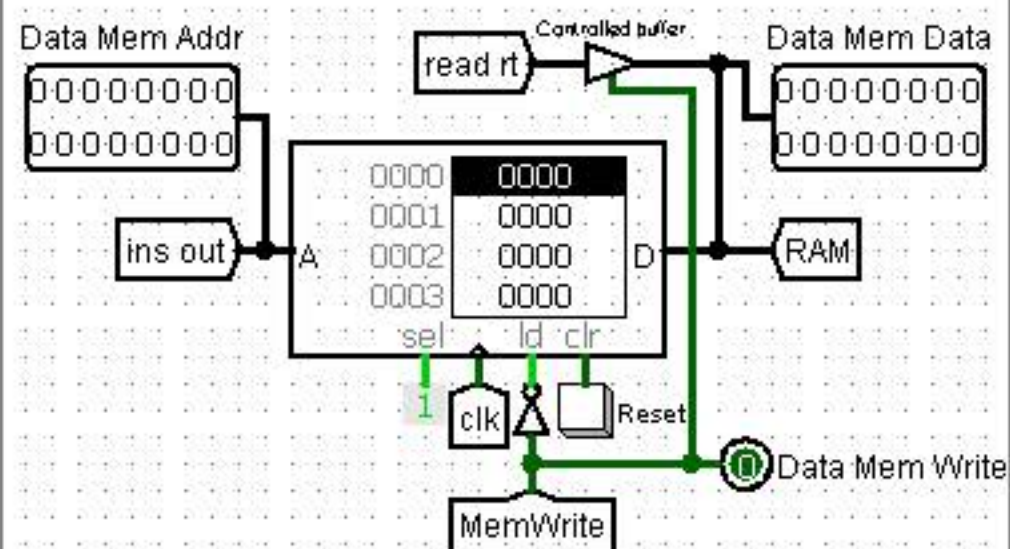 Controlled buffer
Data Mem Addr
read rt
Data Mem Data
00000000
00000000
00000000
00000000
0000 0000
0001 0000
0002 0000
0003 0000
ins out
A
D
RAM
sel
ld
clr
1
clk
Reset
0
Data Mem Write
MemWrite